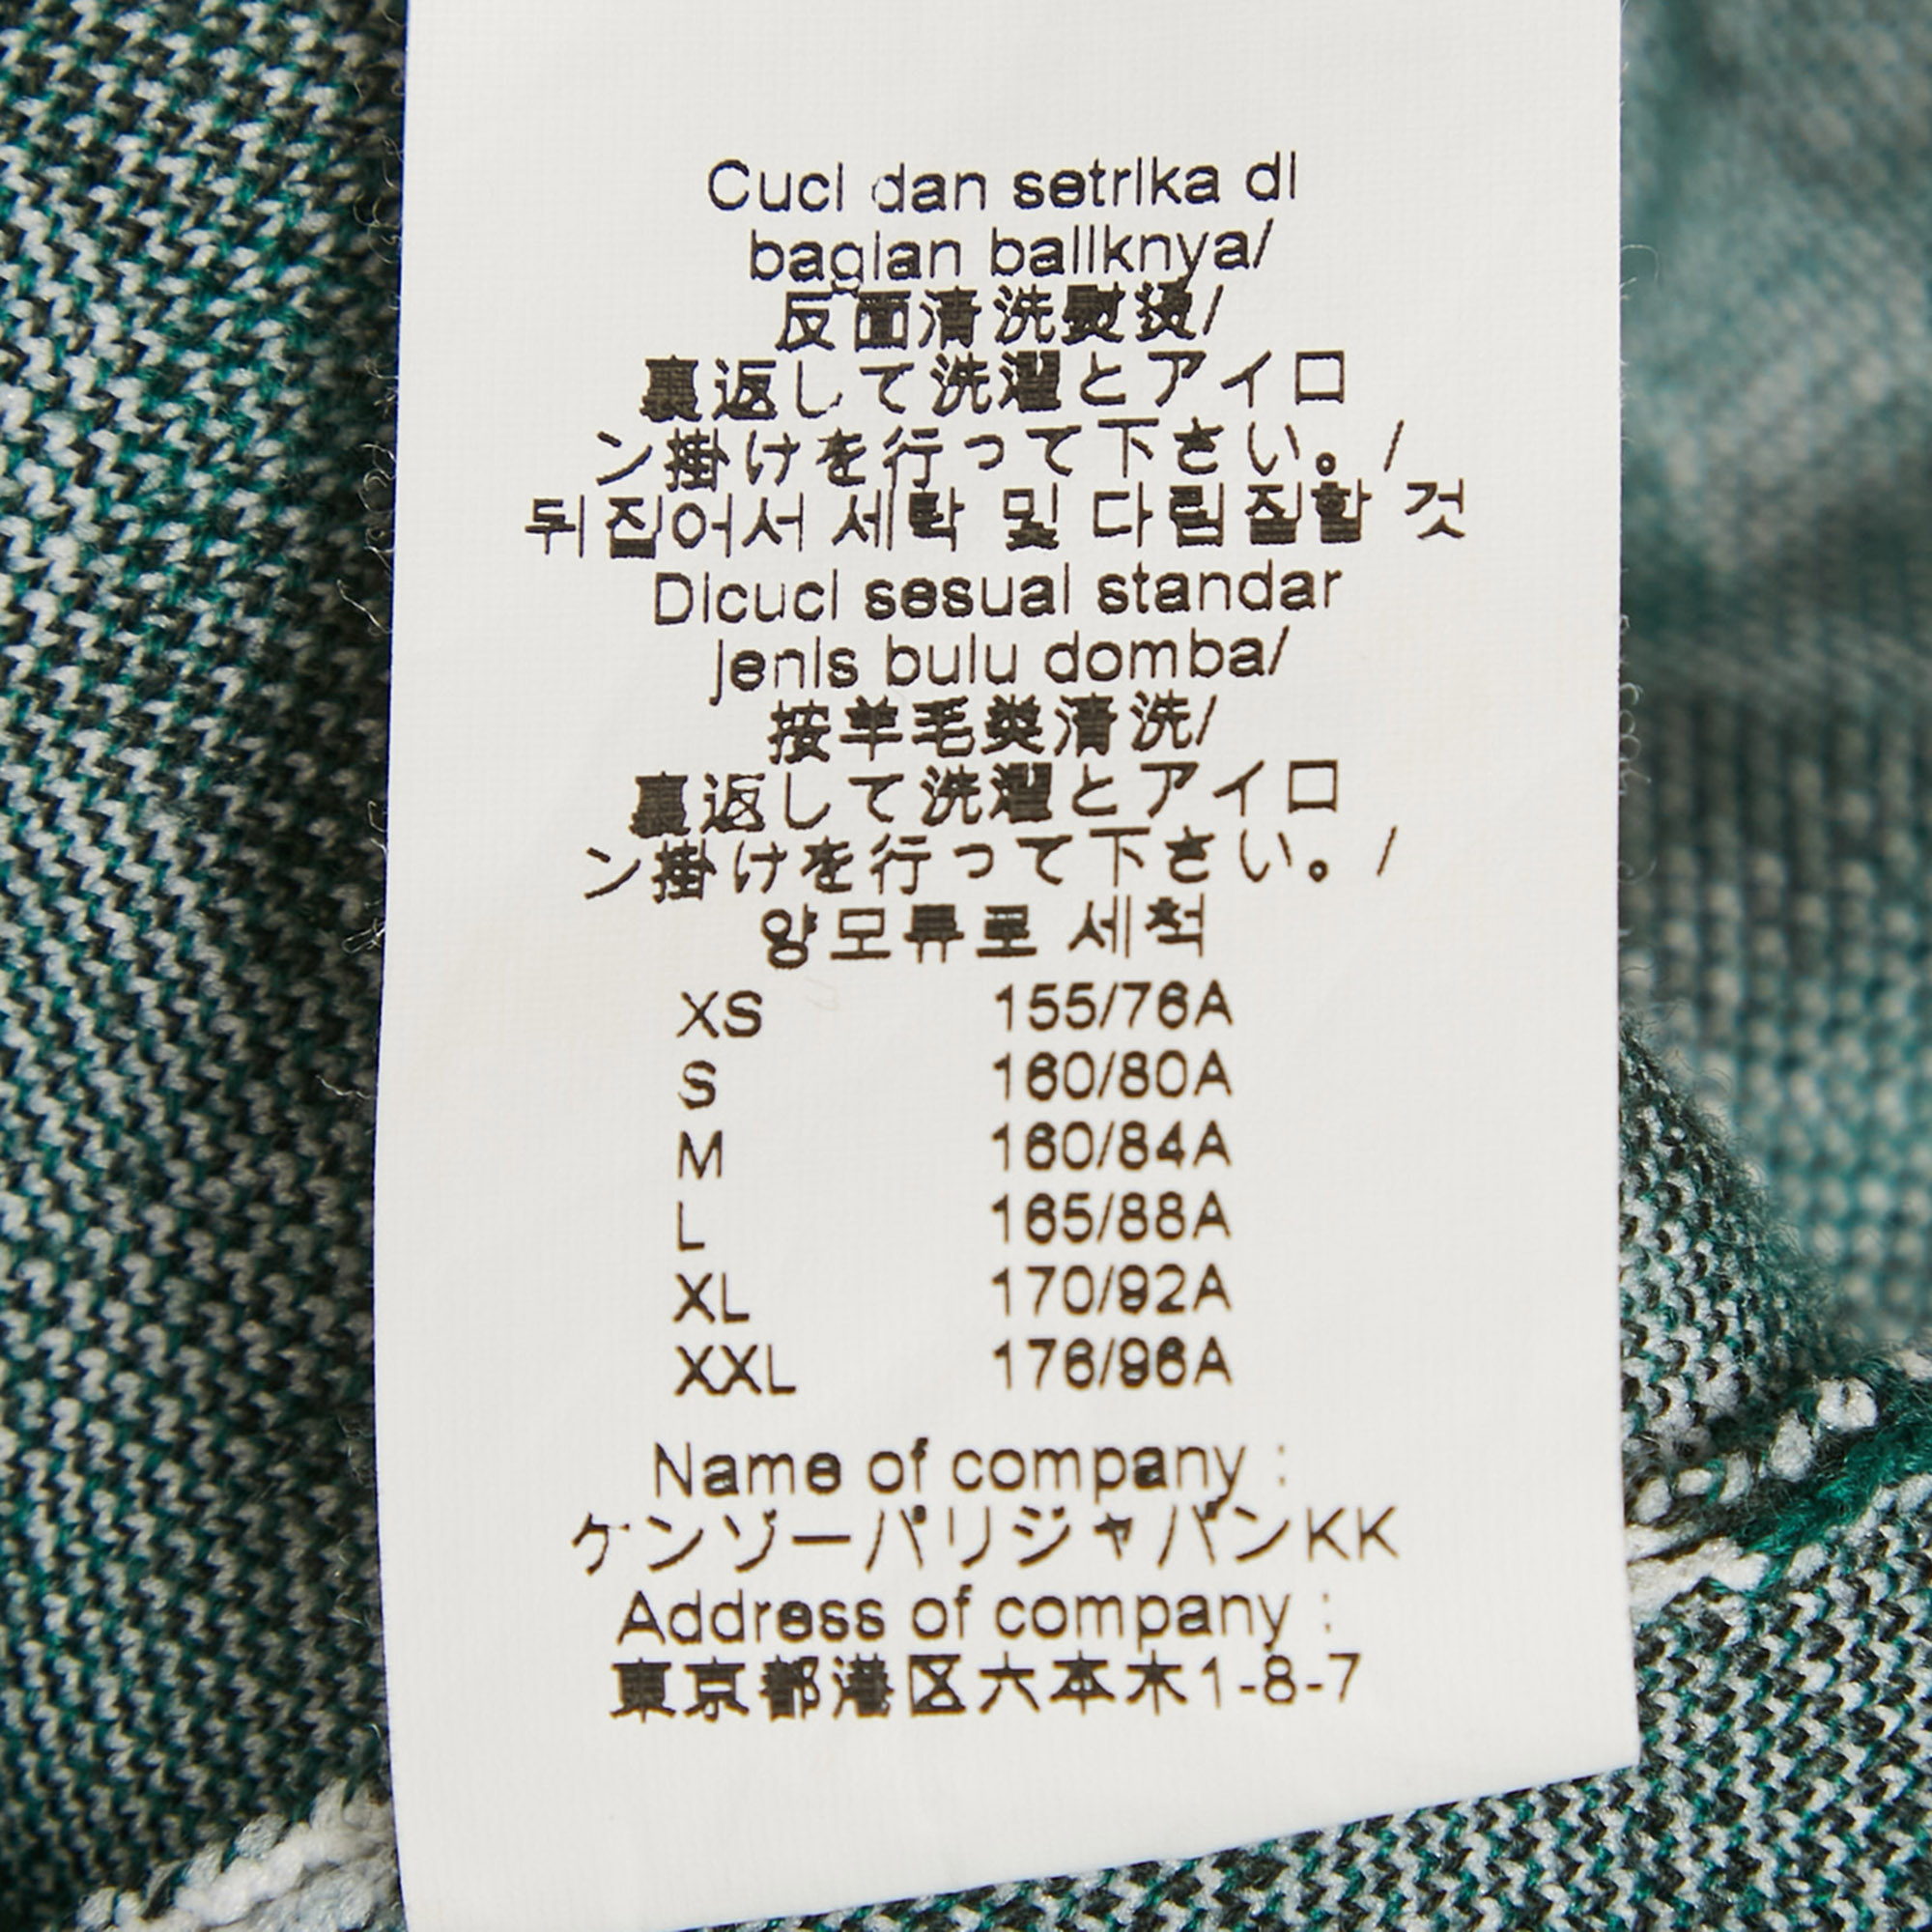 Cuci dan setrika di
bagian baliknya/
反面清洗熨烫/
裏返して洗濯とアイロ
ン掛けを行って下さい。/
뒤집어서 세탁 및 다림질할 것
Dicuci sesuai standar
jenis bulu domba/
按羊毛类清洗/
裏返して洗濯とアイロ
ン掛けを行って下さい。/
양모류로 세척
XS 155/76A
S 160/80A
M 160/84A
L 165/88A
XL 170/92A
XXL 176/96A
Name of company :
ケンゾーパリジャパンKK
Address of company :
東京都港区六本木1-8-7